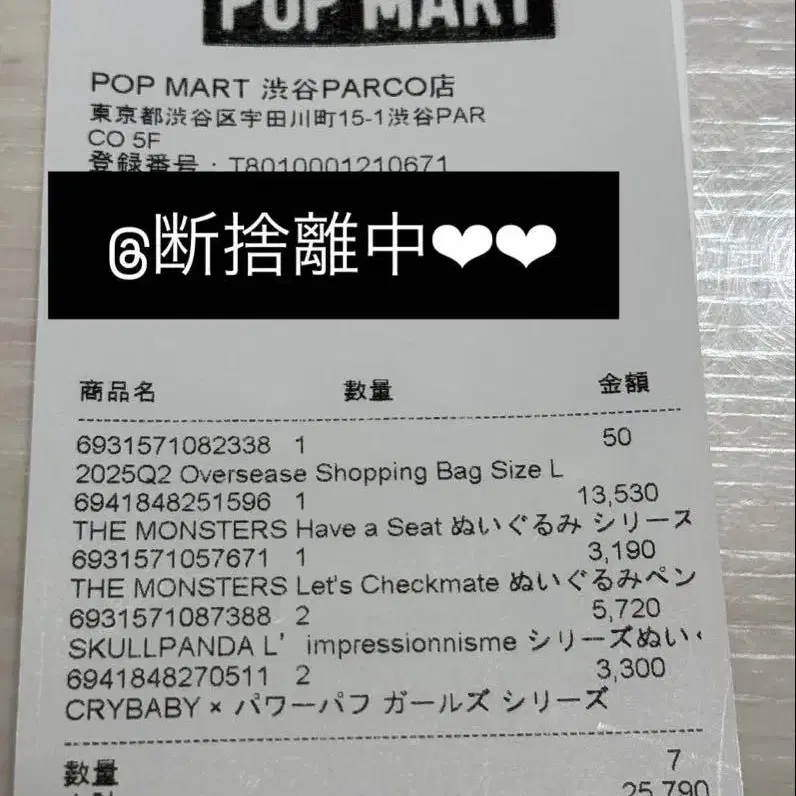 POP MART
POP MART 渋谷PARCO店
東京都渋谷区宇田川町15-1渋谷PAR
CO 5F
登録番号：T8010001210671
@断捨離中❤❤
商品名 数量 金額
6931571082338 1 50
2025Q2 Oversease Shopping Bag Size L
6941848251596 1 13,530
THE MONSTERS Have a Seat ぬいぐるみ シリーズ
6931571057671 1 3,190
THE MONSTERS Let's Checkmate ぬいぐるみペン
6931571087388 2 5,720
SKULLPANDA L' impressionnisme シリーズぬい
6941848270511 2 3,300
CRYBABY × パワーパフ ガールズ シリーズ
数量 7
25,790